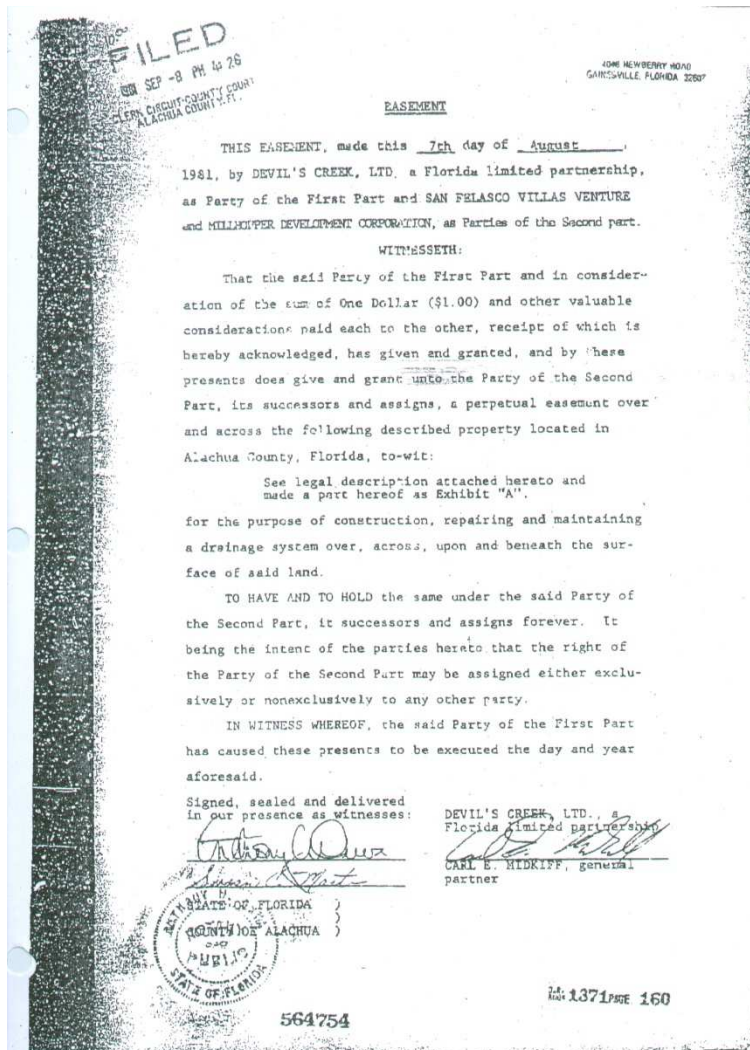 FILED
SEP -8 PM 4:26
CLERK CIRCUIT-COUNTY COURT
ALACHUA COUNTY, FL.
NEWBERRY ROAD
GAINESVILLE, FLORIDA 32607
EASEMENT
THIS EASEMENT, made this 7th day of August,
1981, by DEVIL'S CREEK, LTD. a Florida limited partnership,
as Party of the First Part and SAN FELASCO VILLAS VENTURE
and MILLHOPPER DEVELOPMENT CORPORATION, as Parties of the Second part.
WITNESSETH:
That the said Party of the First Part and in consider-
ation of the sum of One Dollar ($1.00) and other valuable
considerations paid each to the other, receipt of which is
hereby acknowledged, has given and granted, and by these
presents does give and grant unto the Party of the Second
Part, its successors and assigns, a perpetual easement over
and across the following described property located in
Alachua County, Florida, to-wit:
See legal description attached hereto and
made a part hereof as Exhibit "A".
for the purpose of construction, repairing and maintaining
a drainage system over, across, upon and beneath the sur-
face of said land.
TO HAVE AND TO HOLD the same under the said Party of
the Second Part, it successors and assigns forever. It
being the intent of the parties hereto that the right of
the Party of the Second Part may be assigned either exclu-
sively or nonexclusively to any other party.
IN WITNESS WHEREOF, the said Party of the First Part
has caused these presents to be executed the day and year
aforesaid.
Signed, sealed and delivered
in our presence as witnesses:
DEVIL'S CREEK, LTD., a
Florida limited partnership
CARL E. MIDKIFF, general
partner
STATE OF FLORIDA )
)
COUNTY OF ALACHUA )
PUBLIC
STATE OF FLORIDA
1371 PAGE 160
564754